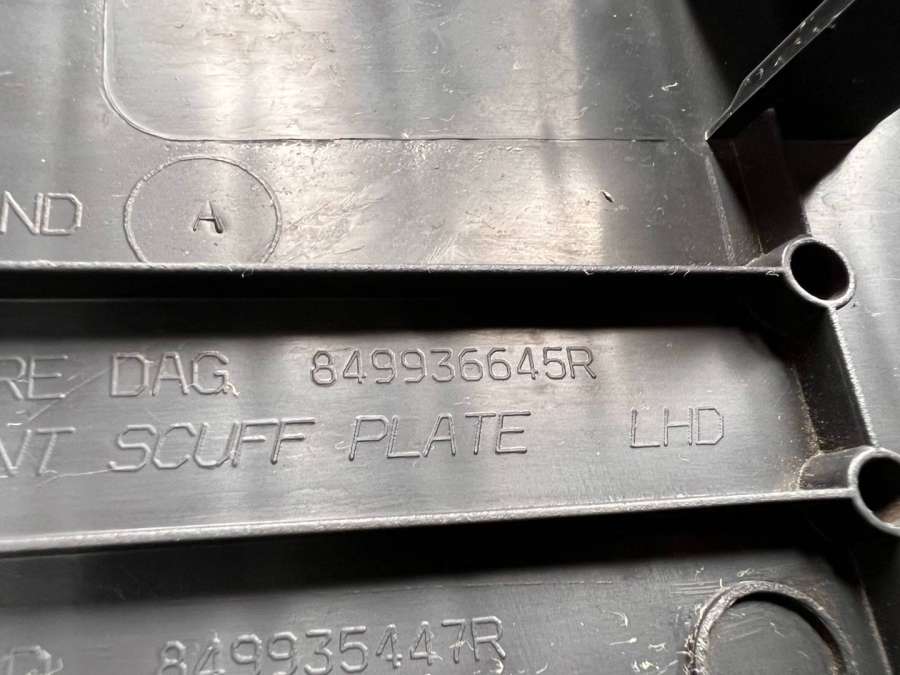 ND
A
RE DAG. 849936645R
NT SCUFF PLATE LHD
849935447R